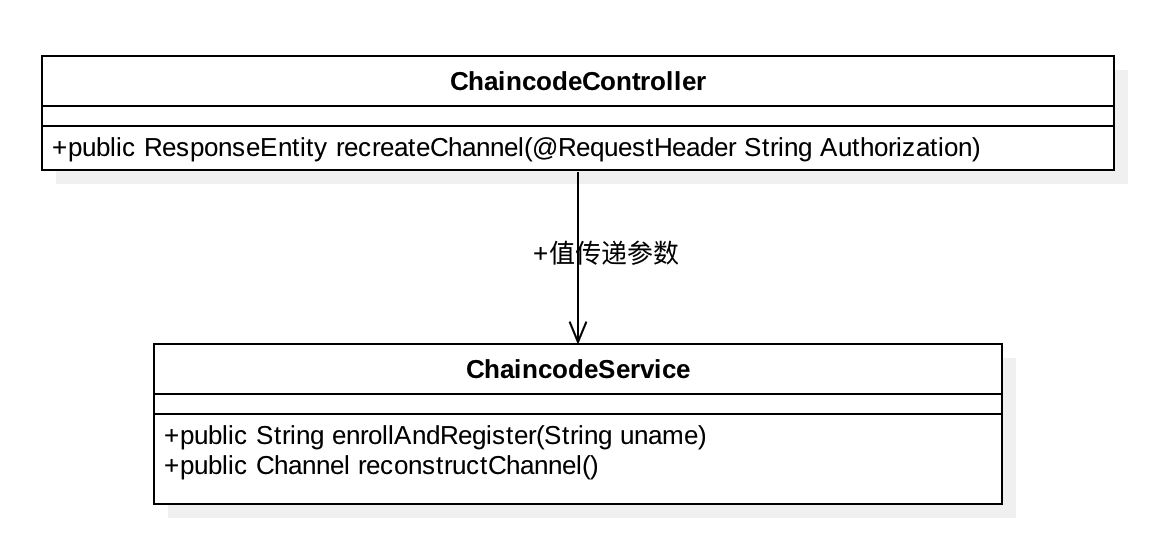 ChaincodeController
+public ResponseEntity recreateChannel(@RequestHeader String Authorization)
+值传递参数
ChaincodeService
+public String enrollAndRegister(String uname)
+public Channel reconstructChannel()